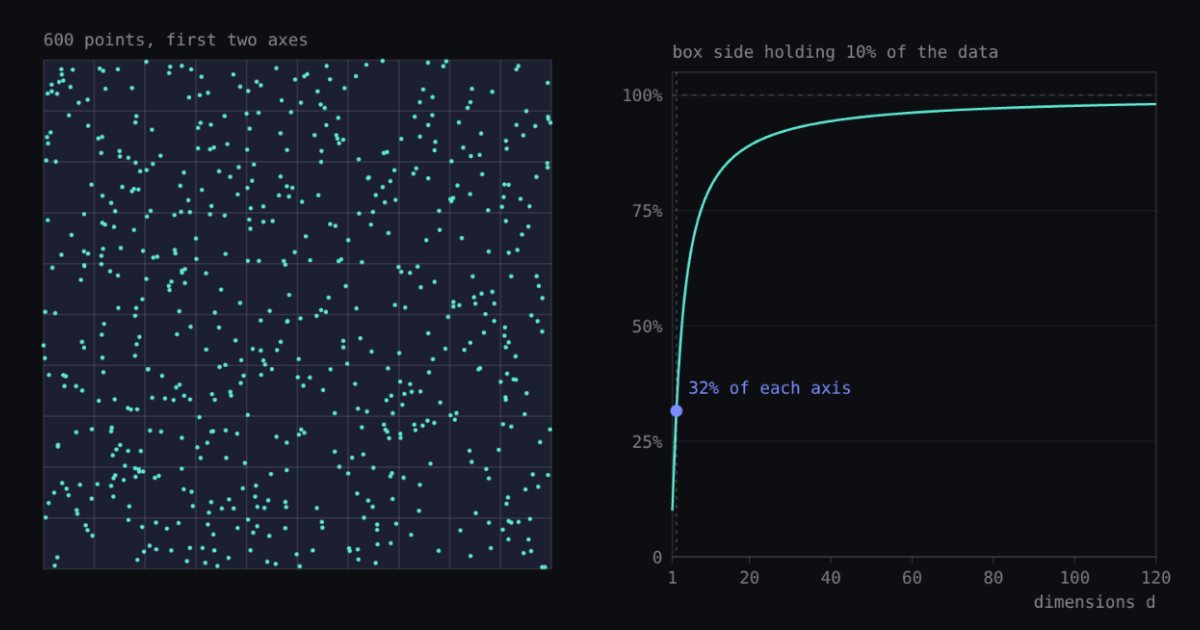 600 points, first two axes
box side holding 10% of the data
100%
75%
50%
32% of each axis
25%
0
1 20 40 60 80 100 120
dimensions d